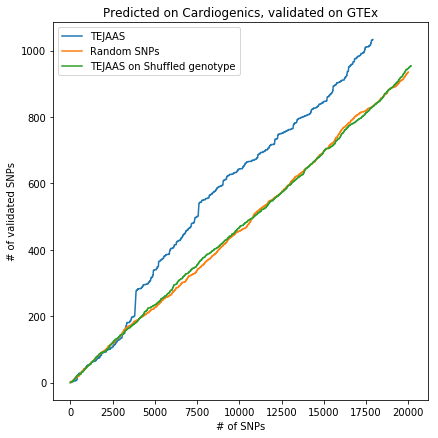 Predicted on Cardiogenics, validated on GTEx
TEJAAS
Random SNPs
TEJAAS on Shuffled genotype
# of validated SNPs
1000
800
600
400
200
0
0 2500 5000 7500 10000 12500 15000 17500 20000
# of SNPs